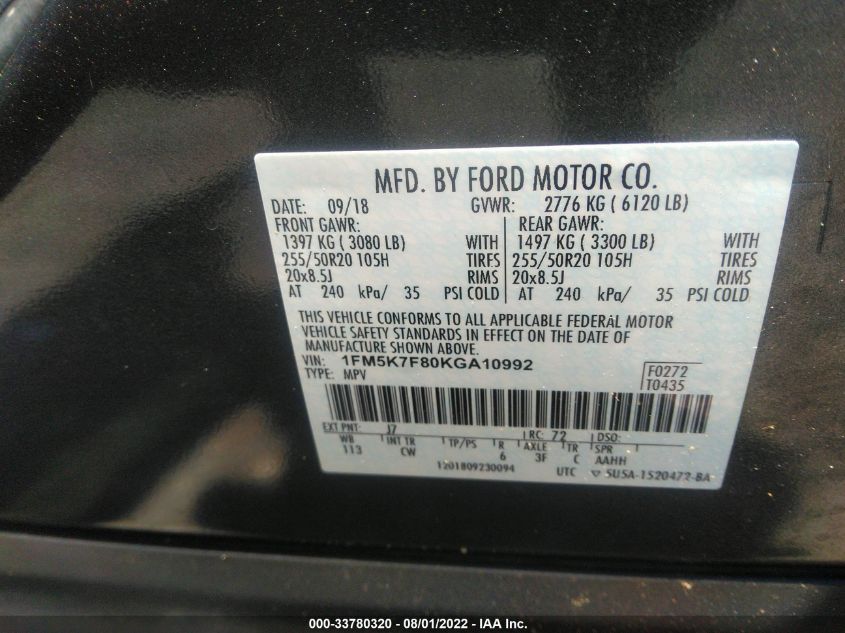 MFD. BY FORD MOTOR CO.
DATE: 09/18 GVWR: 2776 KG ( 6120 LB)
FRONT GAWR: REAR GAWR:
1397 KG ( 3080 LB) WITH 1497 KG ( 3300 LB) WITH
255/50R20 105H TIRES 255/50R20 105H TIRES
20x8.5J RIMS 20x8.5J RIMS
AT 240 kPa/ 35 PSI COLD AT 240 kPa/ 35 PSI COLD
THIS VEHICLE CONFORMS TO ALL APPLICABLE FEDERAL MOTOR
VEHICLE SAFETY STANDARDS IN EFFECT ON THE DATE OF
MANUFACTURE SHOWN ABOVE.
VIN: 1FM5K7F80KGA10992 F0272
TYPE: MPV T0435
EXT PNT: J7 RC: 72 DSO:
WB INT TR TP/PS R AXLE TR SPR
113 CW 6 3F C AAHH
1201809230094 UTC ▽ 5U5A-1520472-BA
000-33780320 - 08/01/2022 - IAA Inc.